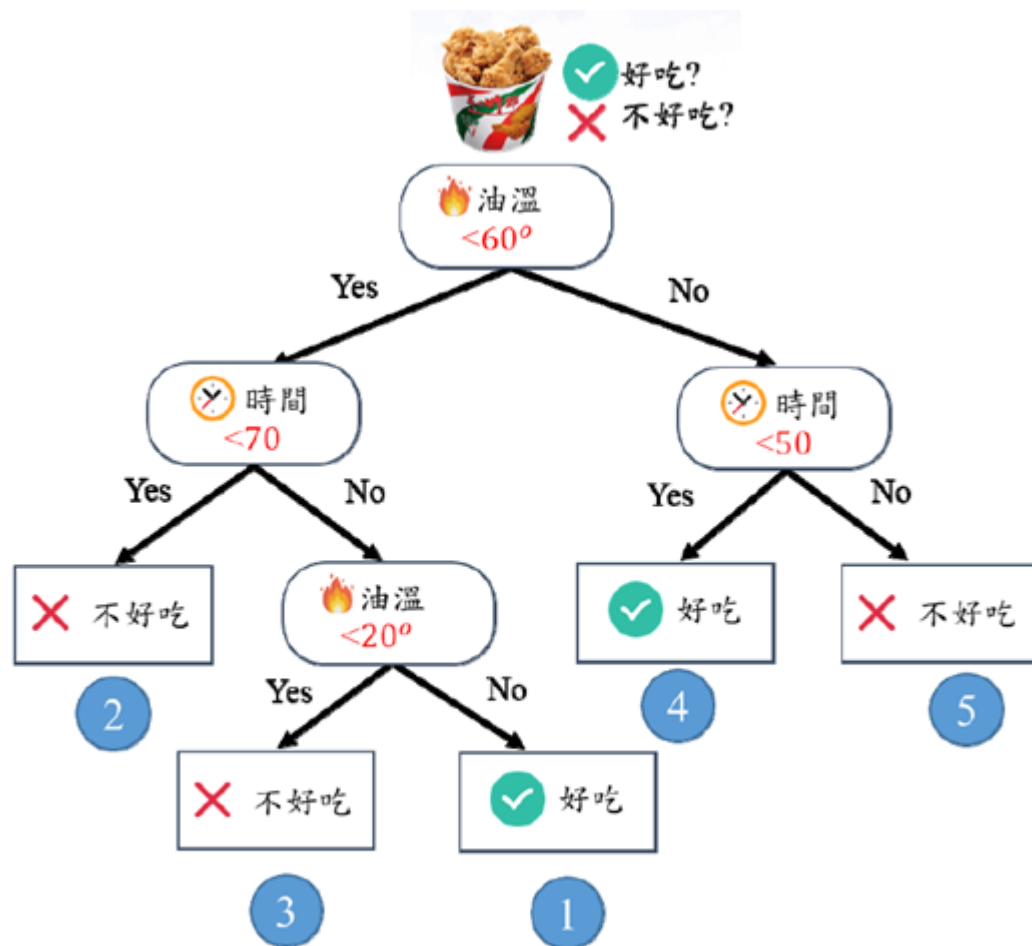 好吃?
不好吃?
油溫
<60°
Yes
No
時間
<70
時間
<50
Yes
No
Yes
No
不好吃
油溫
<20°
好吃
不好吃
2
Yes
No
4
5
不好吃
好吃
3
1